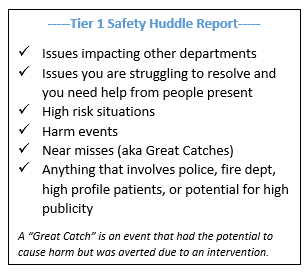 -----Tier 1 Safety Huddle Report-----
✓ Issues impacting other departments
✓ Issues you are struggling to resolve and
you need help from people present
✓ High risk situations
✓ Harm events
✓ Near misses (aka Great Catches)
✓ Anything that involves police, fire dept,
high profile patients, or potential for high
publicity
A “Great Catch” is an event that had the potential to
cause harm but was averted due to an intervention.